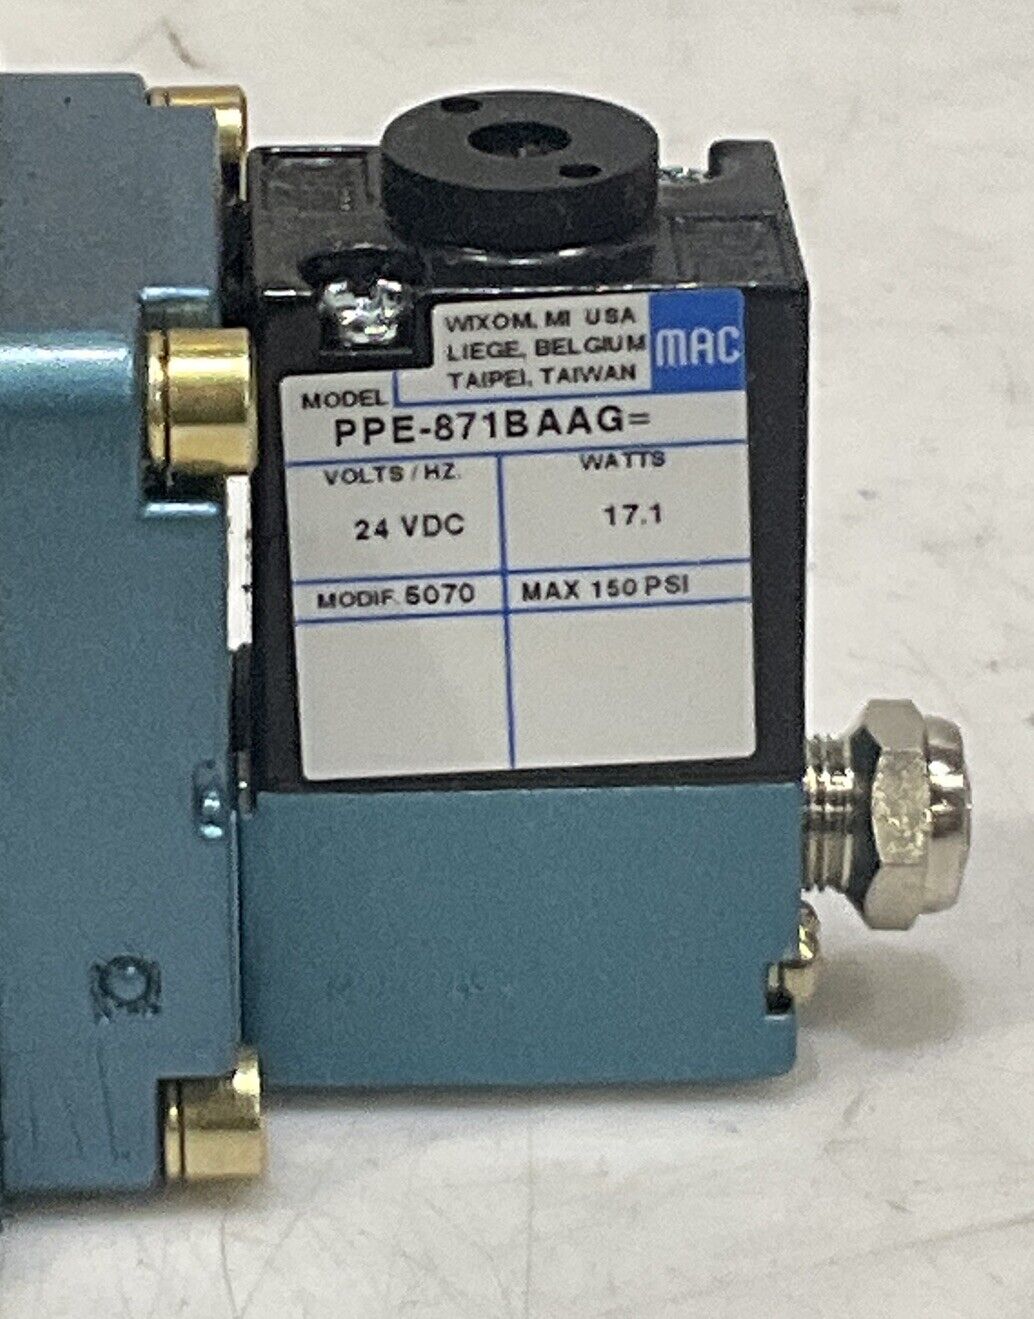 WIXOM, MI USA
LIEGE, BELGIUM
TAIPEI, TAIWAN
MAC
MODEL
PPE-871BAAG=
VOLTS / HZ. WATTS
24 VDC 17.1
MODIF. 5070 MAX 150 PSI